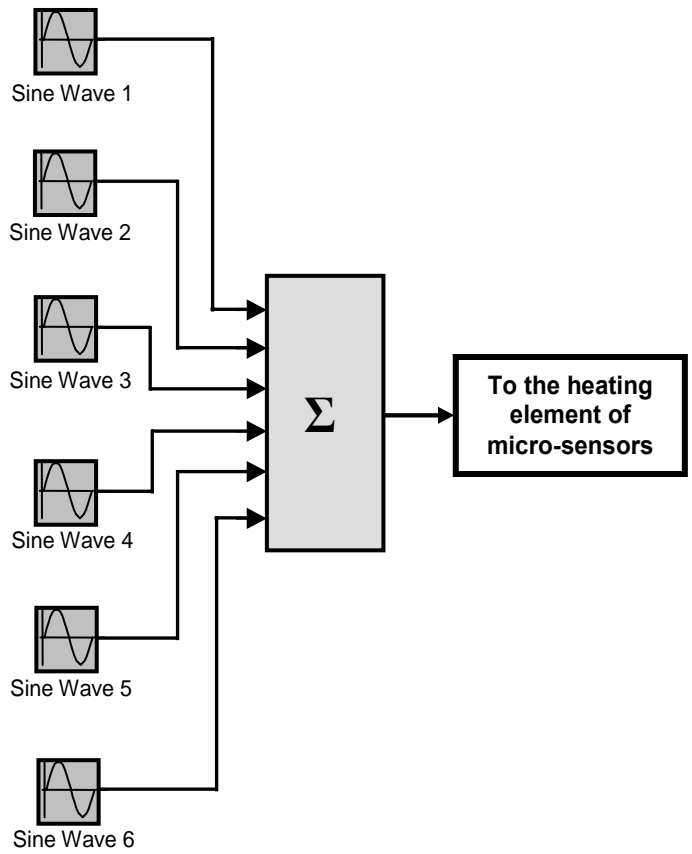 Sine Wave 1
Sine Wave 2
Sine Wave 3
Sine Wave 4
Sine Wave 5
Sine Wave 6
Σ
To the heating
element of
micro-sensors